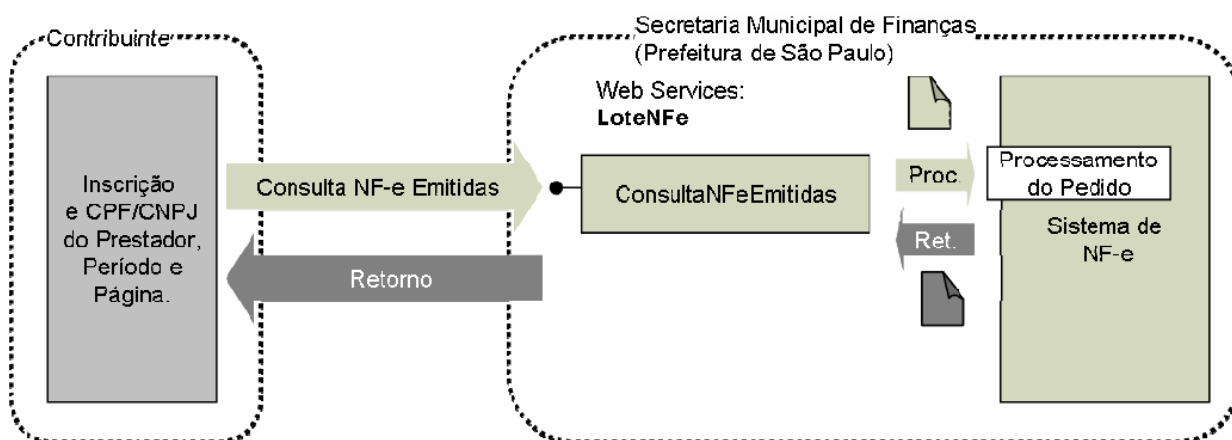 Contribuinte
Inscrição
e CPF/CNPJ
do Prestador,
Período e
Página.
Consulta NF-e Emitidas
Retorno
Secretaria Municipal de Finanças
(Prefeitura de São Paulo)
Web Services:
LoteNFe
ConsultaNFeEmitidas
Proc.
Ret.
Processamento
do Pedido
Sistema de
NF-e